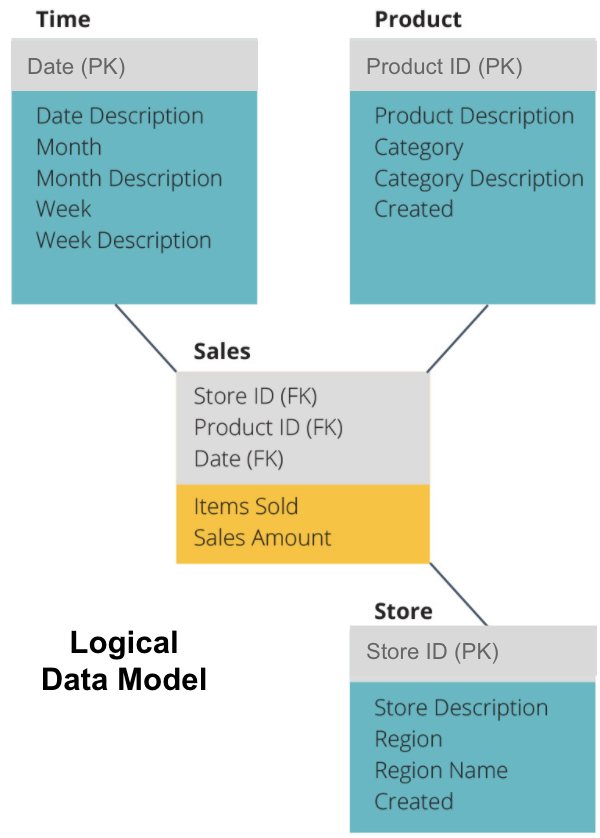 Time
Date (PK)
Date Description
Month
Month Description
Week
Week Description
Product
Product ID (PK)
Product Description
Category
Category Description
Created
Sales
Store ID (FK)
Product ID (FK)
Date (FK)
Items Sold
Sales Amount
Logical
Data Model
Store
Store ID (PK)
Store Description
Region
Region Name
Created